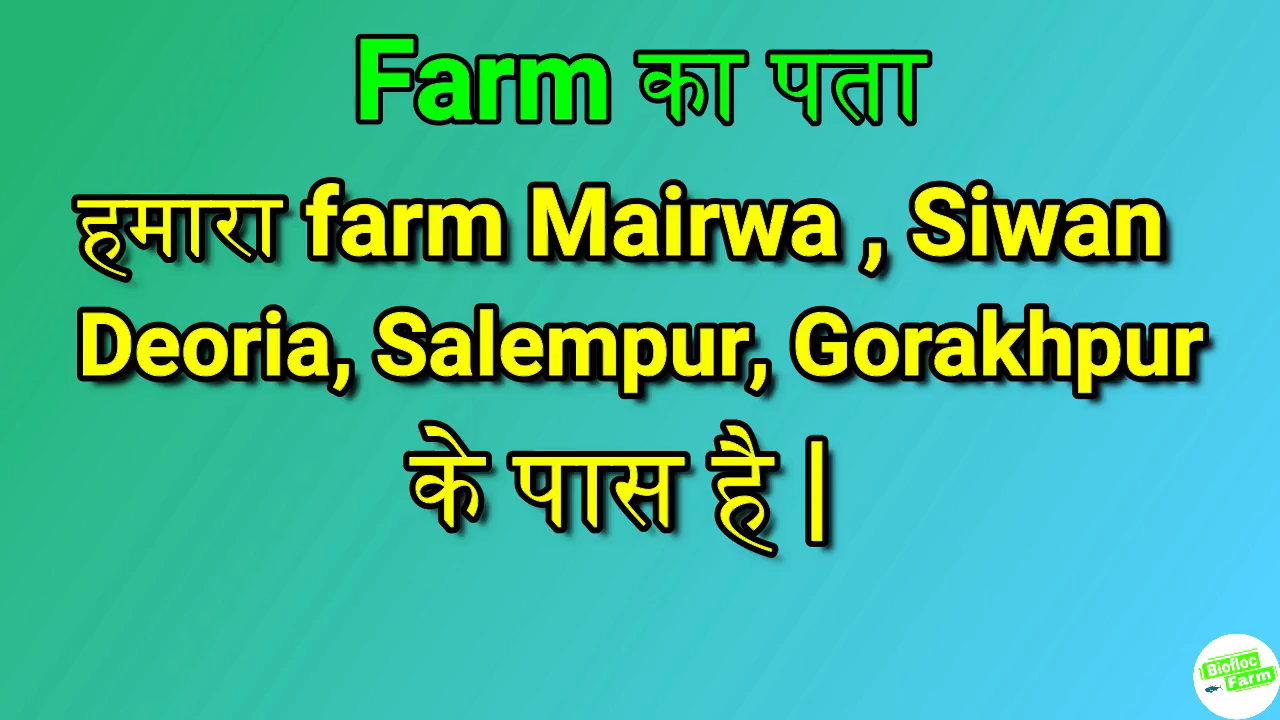 Farm का पता
हमारा farm Mairwa , Siwan
Deoria, Salempur, Gorakhpur
के पास है |
Biofloc
Farm